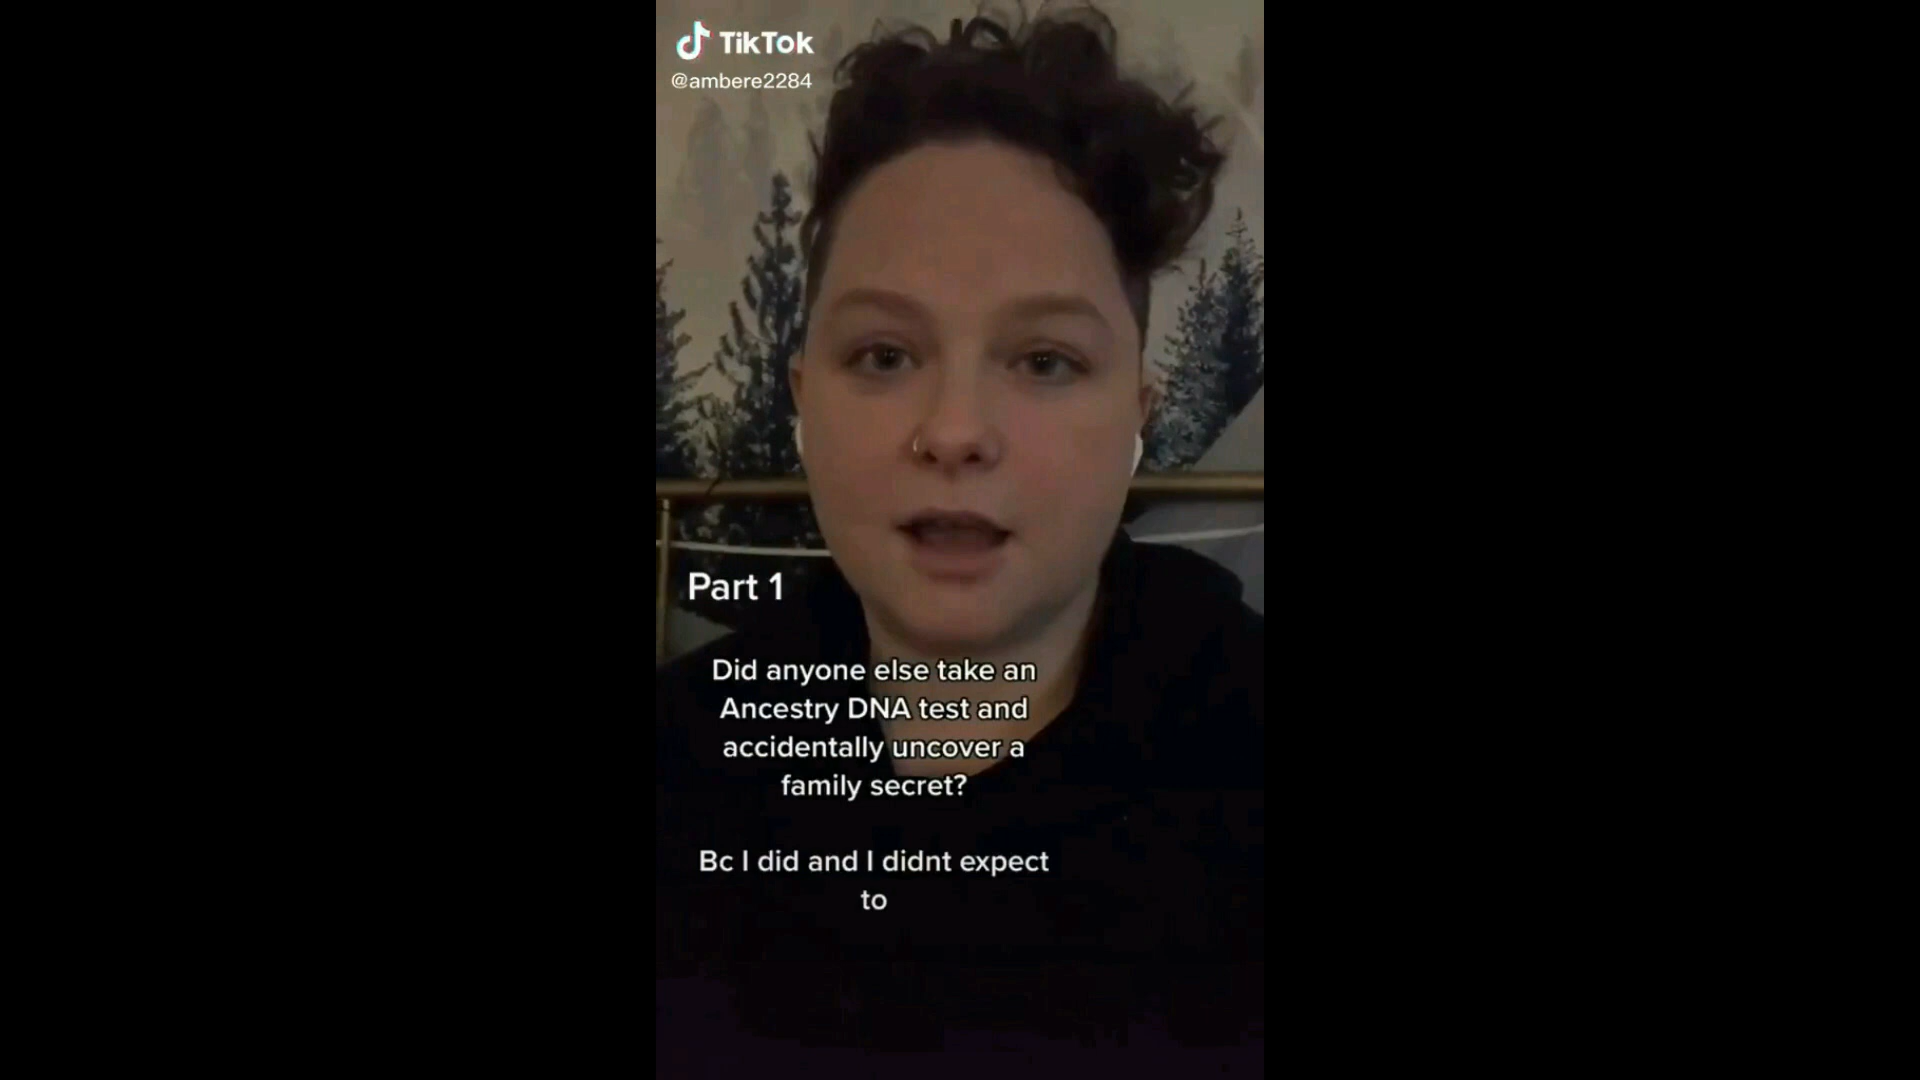 TikTok
@ambere2284
Part 1
Did anyone else take an
Ancestry DNA test and
accidentally uncover a
family secret?
Bc I did and I didnt expect
to